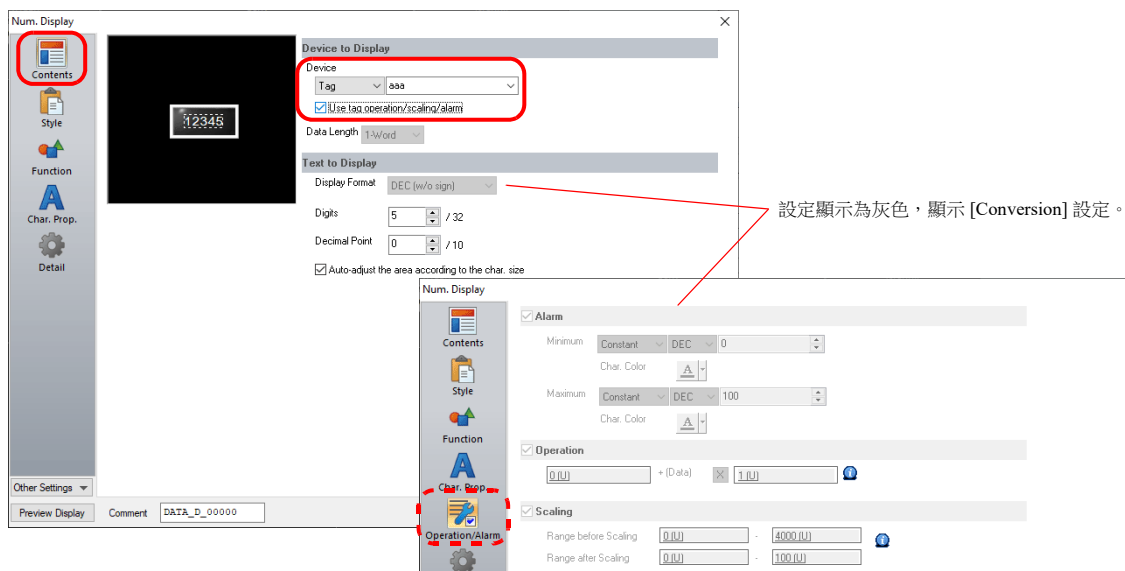 Num. Display
Contents
Style
Function
Char. Prop.
Detail
Other Settings
Preview Display
Comment DATA_D_00000
12345
Device to Display
Device
Tag aaa
Use tag operation/scaling/alarm
Data Length 1-Word
Text to Display
Display Format DEC (w/o sign)
Digits 5 / 32
Decimal Point 0 / 10
Auto-adjust the area according to the char. size
設定顯示為灰色，顯示 [Conversion] 設定。
Num. Display
Contents
Style
Function
Char. Prop.
Operation/Alarm
Alarm
Minimum Constant DEC 0
Char. Color A
Maximum Constant DEC 100
Char. Color A
Operation
0 (U) + (Data) X 1 (U)
Scaling
Range before Scaling 0 (U) - 4000 (U)
Range after Scaling 0 (U) - 100 (U)